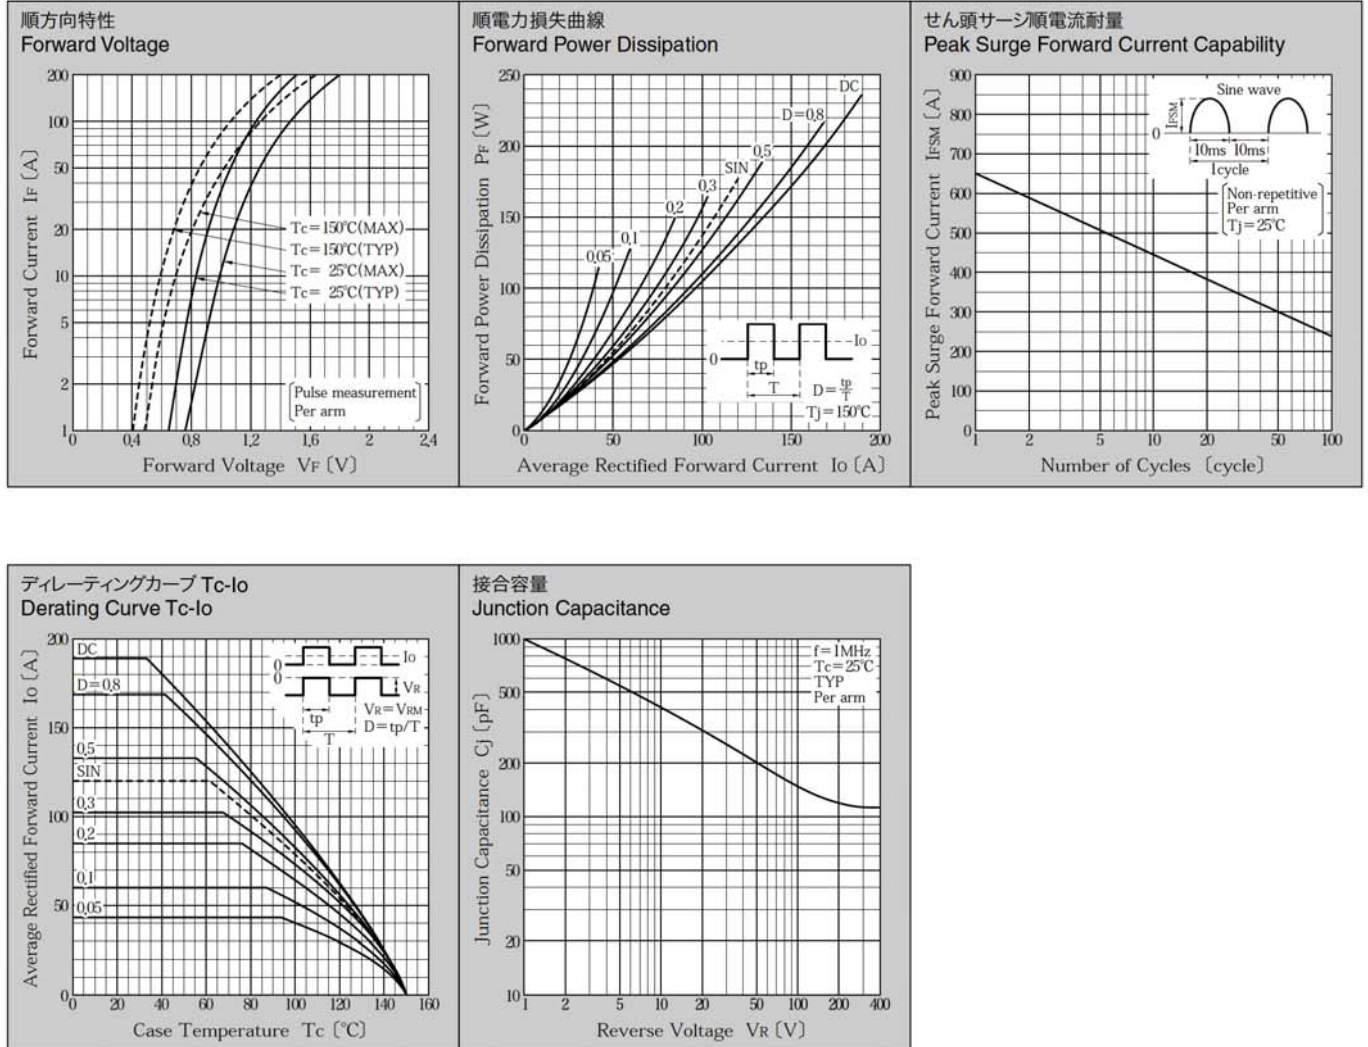 順方向特性
Forward Voltage
200
100
50
20
10
5
2
1
Forward Current IF〔A〕
Tc=150℃(MAX)
Tc=150℃(TYP)
Tc= 25℃(MAX)
Tc= 25℃(TYP)
Pulse measurement
Per arm
0 0.4 0.8 1.2 1.6 2 2.4
Forward Voltage VF〔V〕
順電力損失曲線
Forward Power Dissipation
250
200
150
100
50
0
Forward Power Dissipation PF〔W〕
DC
D=0.8
0.5
SIN
0.3
0.2
0.1
0.05
0
Io
tp
T
D=tp/T
Tj=150℃
0 50 100 150 200
Average Rectified Forward Current Io〔A〕
せん頭サージ順電流耐量
Peak Surge Forward Current Capability
900
800
700
600
500
400
300
200
100
0
Peak Surge Forward Current IFSM〔A〕
Sine wave
IFSM
0
10ms 10ms
1cycle
Non-repetitive
Per arm
Tj=25℃
1 2 5 10 20 50 100
Number of Cycles〔cycle〕
ディレーティングカーブ Tc-Io
Derating Curve Tc-Io
200
150
100
50
0
Average Rectified Forward Current Io〔A〕
DC
D=0.8
0.5
SIN
0.3
0.2
0.1
0.05
0
Io
0
VR
tp
VR=VRM
D=tp/T
T
0 20 40 60 80 100 120 140 160
Case Temperature Tc〔℃〕
接合容量
Junction Capacitance
1000
500
200
100
50
20
10
Junction Capacitance Cj〔pF〕
f=1MHz
Tc=25℃
TYP
Per arm
1 2 5 10 20 50 100 200 400
Reverse Voltage VR〔V〕